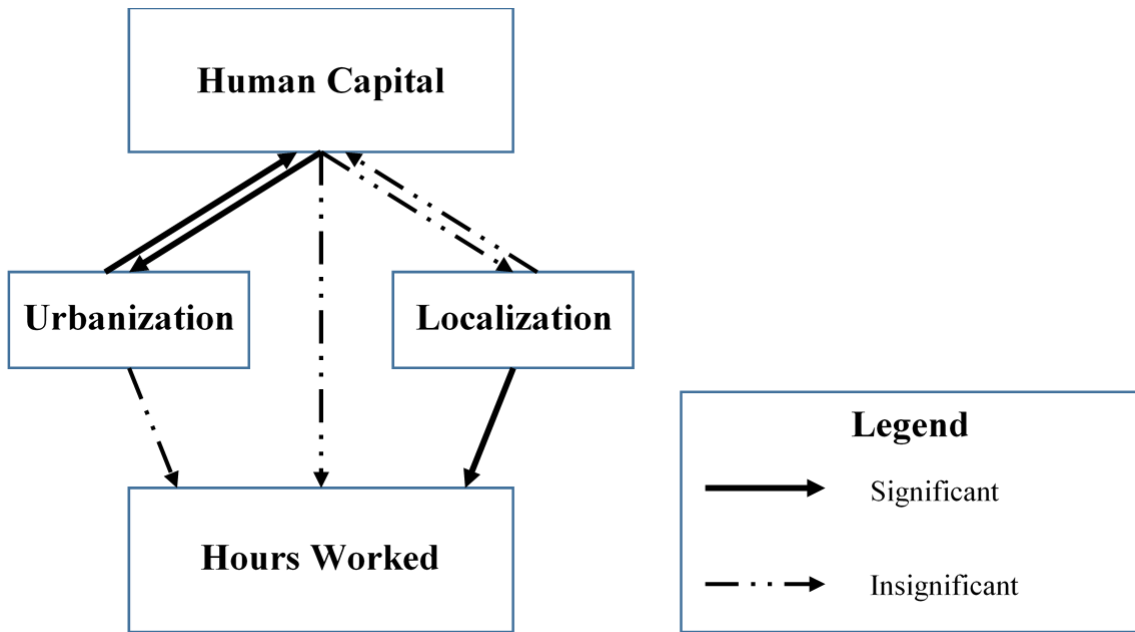 Human Capital
Urbanization
Localization
Hours Worked
Legend
Significant
Insignificant